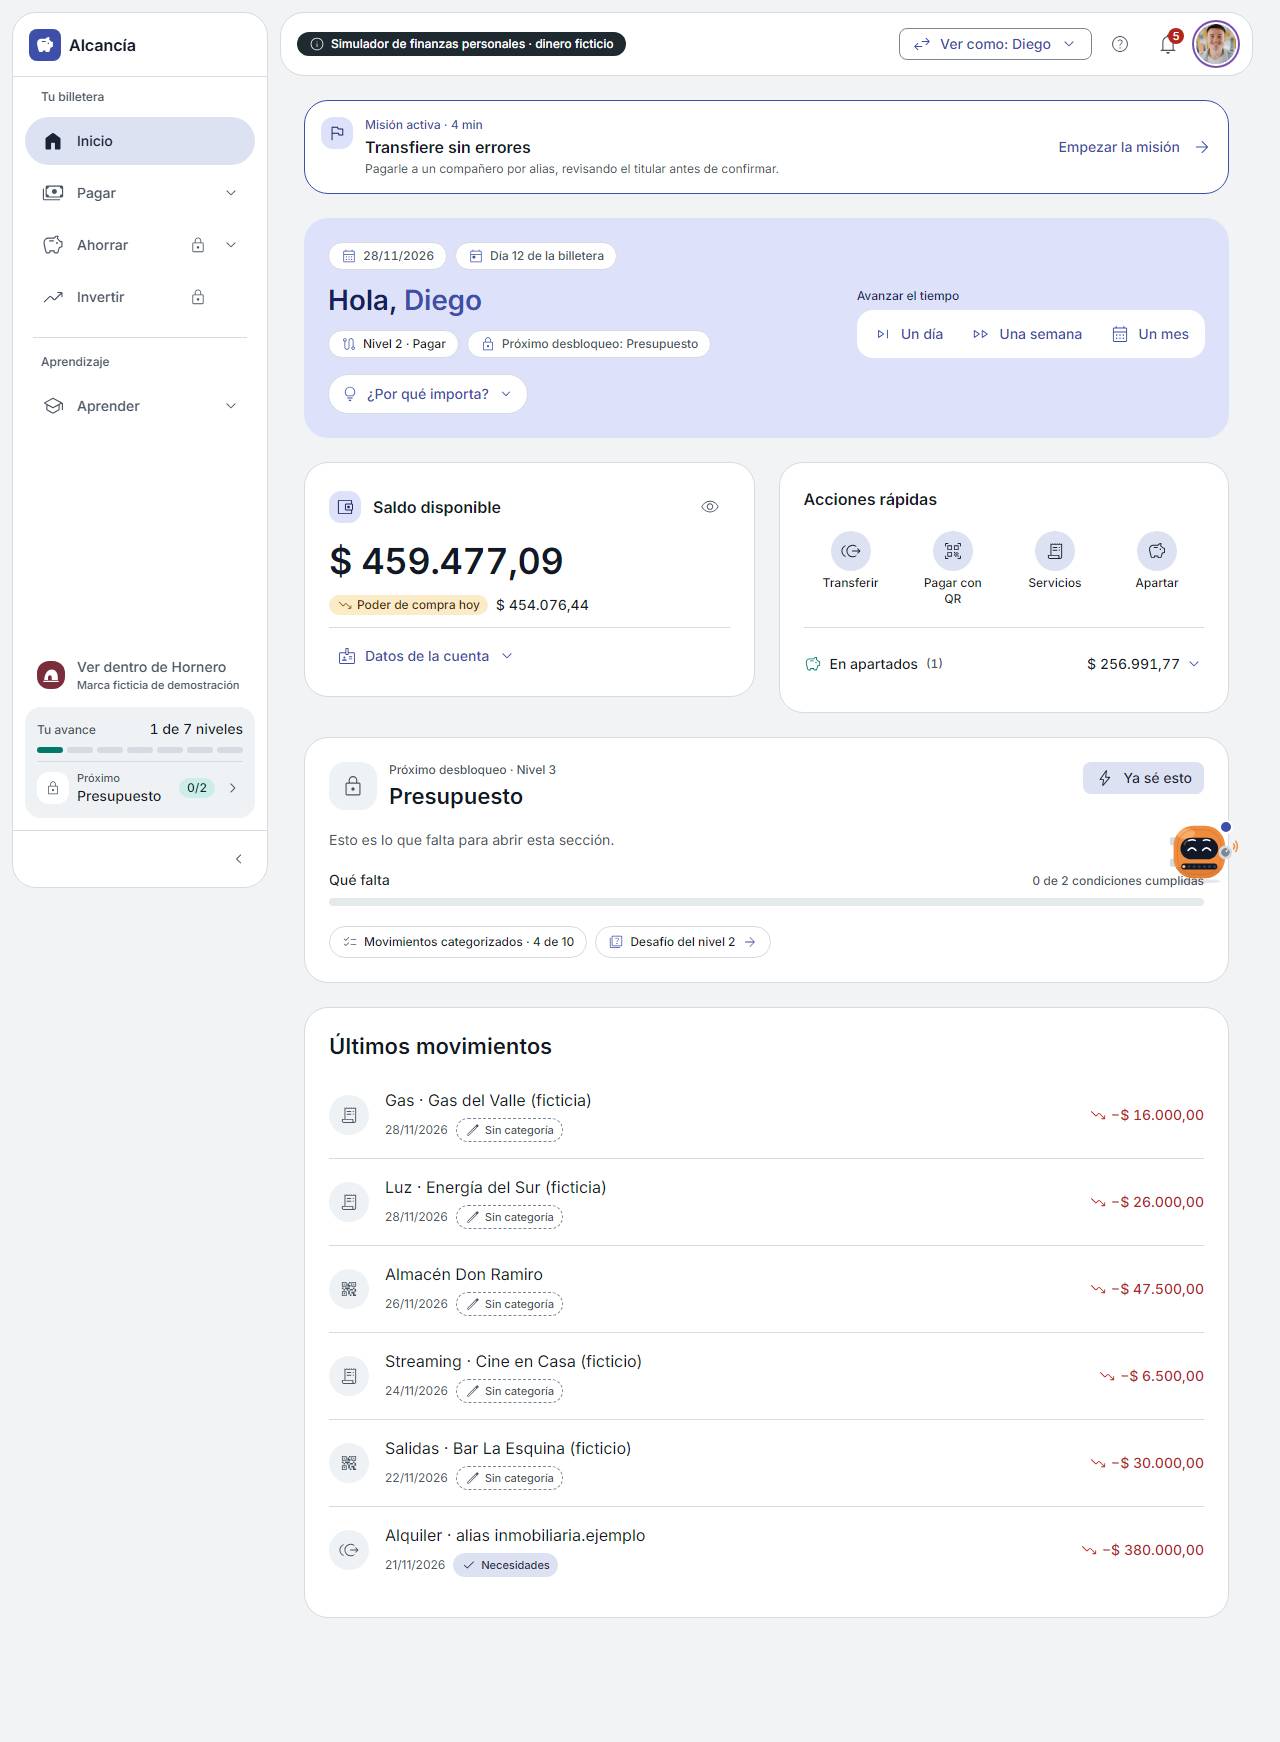 Alcancía
Tu billetera
Inicio
Pagar
Ahorrar
Invertir
Aprendizaje
Aprender
Ver dentro de Hornero
Marca ficticia de demostración
Tu avance
1 de 7 niveles
Próximo
Presupuesto
0/2
Simulador de finanzas personales · dinero ficticio
Ver como: Diego
5
Misión activa · 4 min
Transfiere sin errores
Pagarle a un compañero por alias, revisando el titular antes de confirmar.
Empezar la misión
28/11/2026
Día 12 de la billetera
Hola, Diego
Nivel 2 · Pagar
Próximo desbloqueo: Presupuesto
¿Por qué importa?
Avanzar el tiempo
Un día
Una semana
Un mes
Saldo disponible
$ 459.477,09
Poder de compra hoy
$ 454.076,44
Datos de la cuenta
Acciones rápidas
Transferir
Pagar con
QR
Servicios
Apartar
En apartados (1)
$ 256.991,77
Próximo desbloqueo · Nivel 3
Presupuesto
Ya sé esto
Esto es lo que falta para abrir esta sección.
Qué falta
0 de 2 condiciones cumplidas
Movimientos categorizados · 4 de 10
Desafío del nivel 2
Últimos movimientos
Gas · Gas del Valle (ficticia)
28/11/2026
Sin categoría
−$ 16.000,00
Luz · Energía del Sur (ficticia)
28/11/2026
Sin categoría
−$ 26.000,00
Almacén Don Ramiro
26/11/2026
Sin categoría
−$ 47.500,00
Streaming · Cine en Casa (ficticio)
24/11/2026
Sin categoría
−$ 6.500,00
Salidas · Bar La Esquina (ficticio)
22/11/2026
Sin categoría
−$ 30.000,00
Alquiler · alias inmobiliaria.ejemplo
21/11/2026
Necesidades
−$ 380.000,00